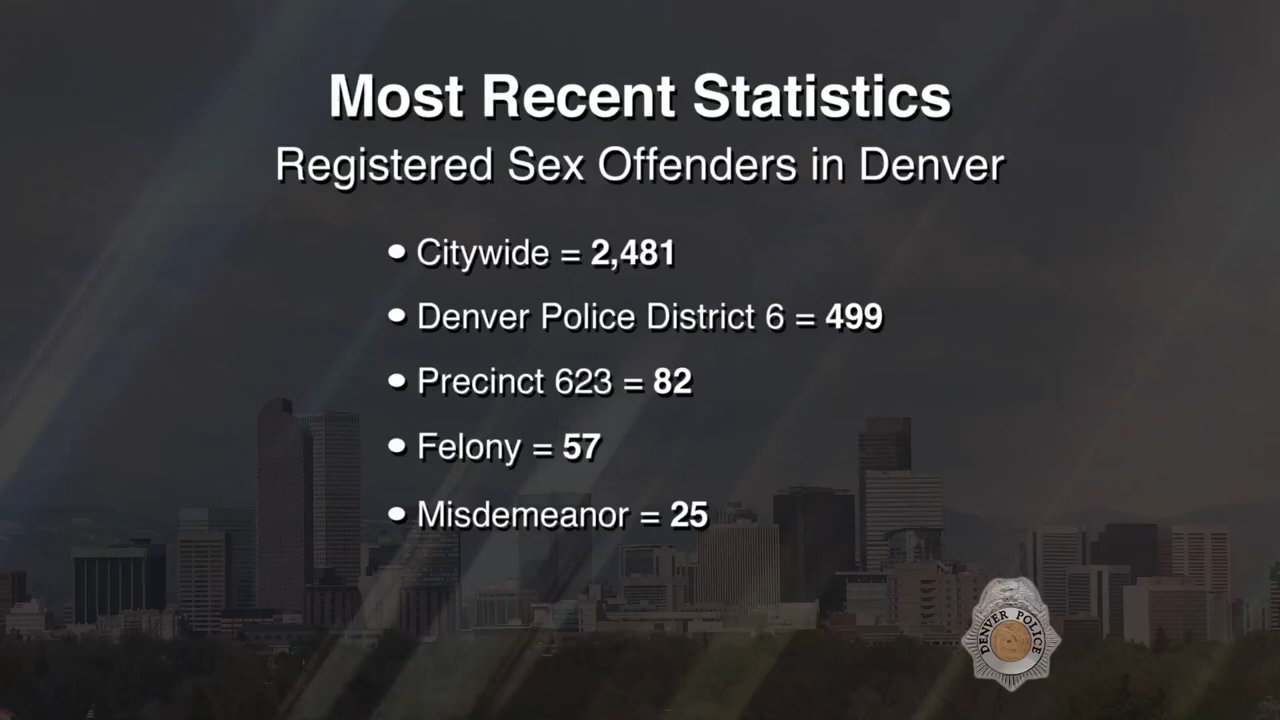 Most Recent Statistics
Registered Sex Offenders in Denver
• Citywide = 2,481
• Denver Police District 6 = 499
• Precinct 623 = 82
• Felony = 57
• Misdemeanor = 25
DENVER POLICE